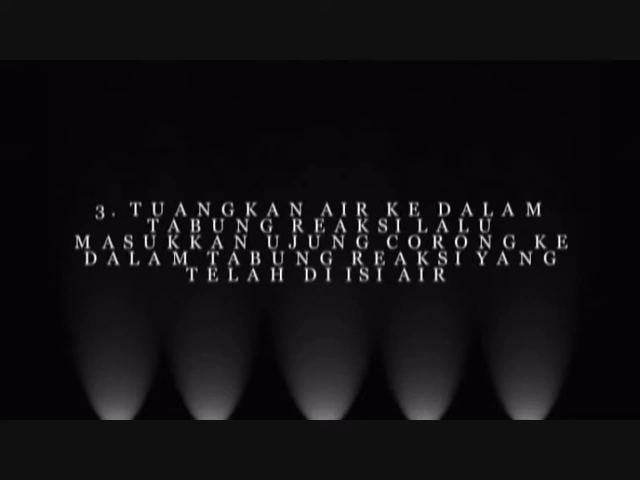 3. TUANGKAN AIR KE DALAM
TABUNG REAKSI LALU
MASUKKAN UJUNG CORONG KE
DALAM TABUNG REAKSI YANG
TELAH DI ISI AIR